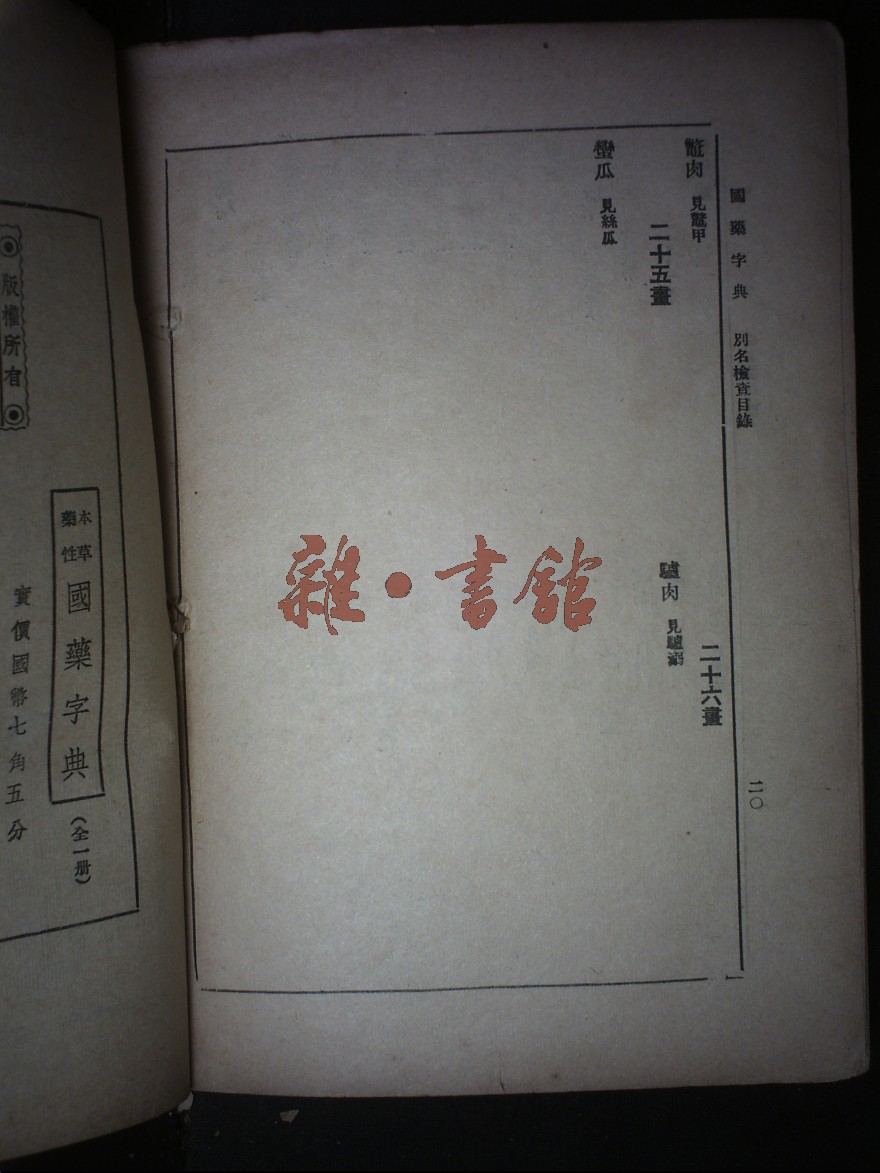 國藥字典 別名檢查目錄 二〇
鼈肉 見鼈甲
二十五畫
蠻瓜 見絲瓜
二十六畫
驢肉 見驢溺
雜·書館
版權所有
本草
藥性
國藥字典
(全一册)
實價國幣七角五分